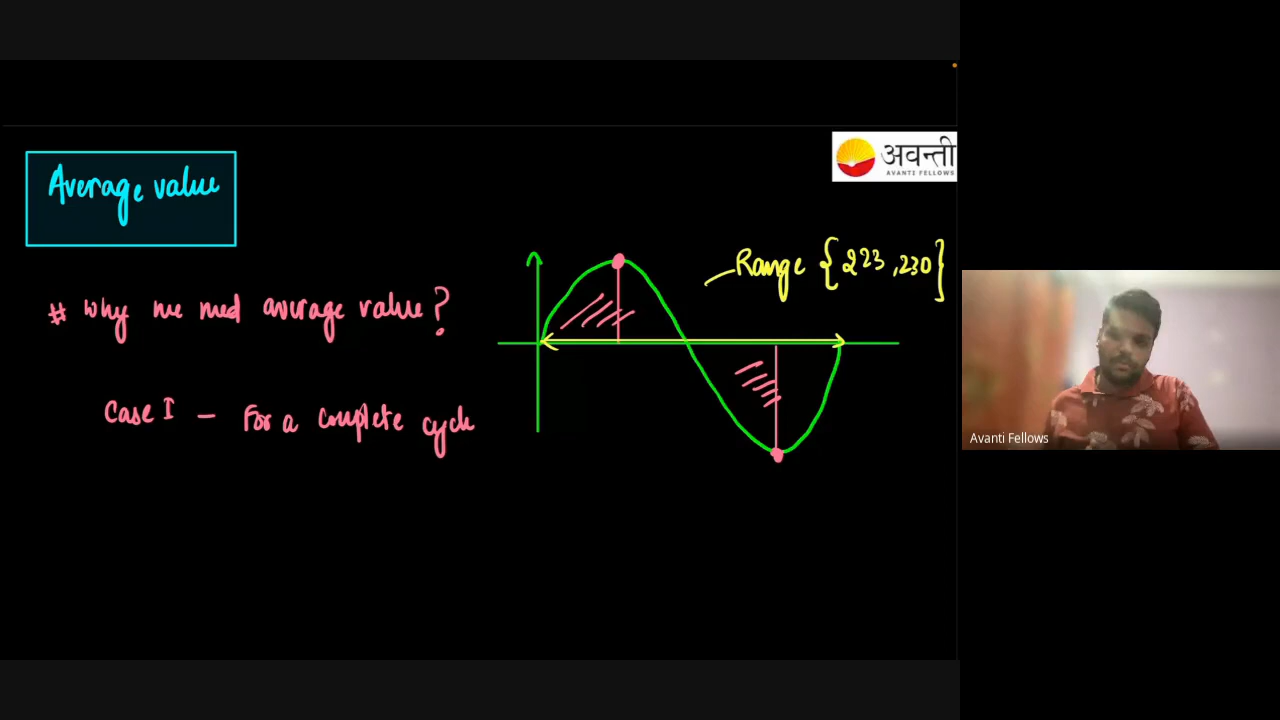 Average value
अवन्ती
AVANTI FELLOWS
Range {223, 230}
# Why we need average value?
Case I - For a complete cycle
Avanti Fellows